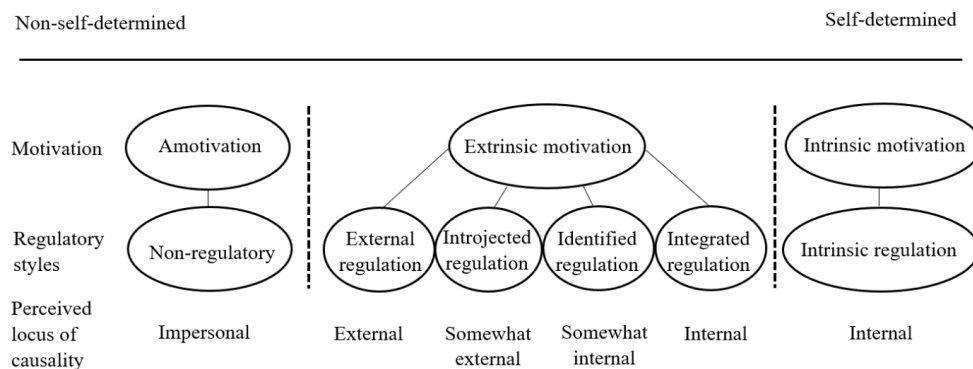 Non-self-determined
Self-determined
Motivation
Amotivation
Extrinsic motivation
Intrinsic motivation
Regulatory
styles
Non-regulatory
External
regulation
Introjected
regulation
Identified
regulation
Integrated
regulation
Intrinsic regulation
Perceived
locus of
causality
Impersonal
External
Somewhat
external
Somewhat
internal
Internal
Internal